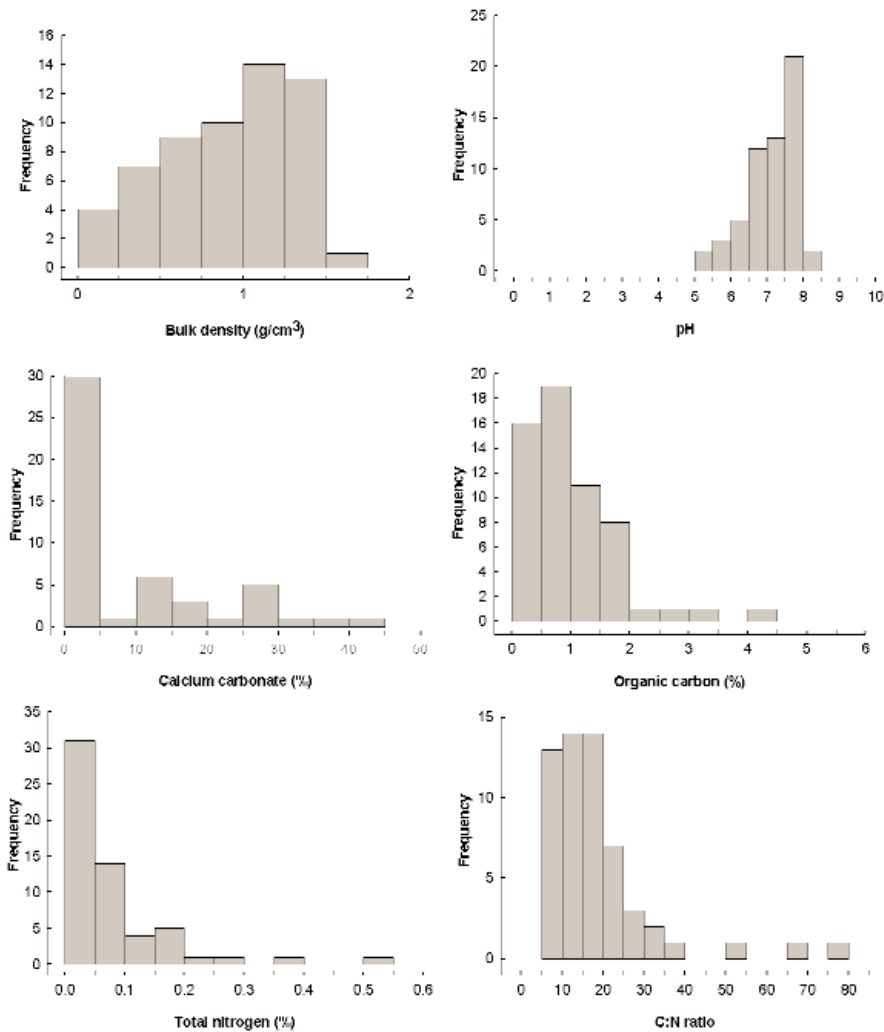 16
14
12
10
8
6
4
2
0
Frequency
0 1 2
Bulk density (g/cm3)
25
20
15
10
5
0
Frequency
0 1 2 3 4 5 6 7 8 9 10
pH
30
25
20
15
10
5
0
Frequency
0 10 20 30 40 50
Calcium carbonate (%)
20
18
16
14
12
10
8
6
4
2
0
Frequency
0 1 2 3 4 5 6
Organic carbon (%)
35
30
25
20
15
10
5
0
Frequency
0.0 0.1 0.2 0.3 0.4 0.5 0.6
Total nitrogen (%)
15
10
5
0
Frequency
0 10 20 30 40 50 60 70 80
C:N ratio